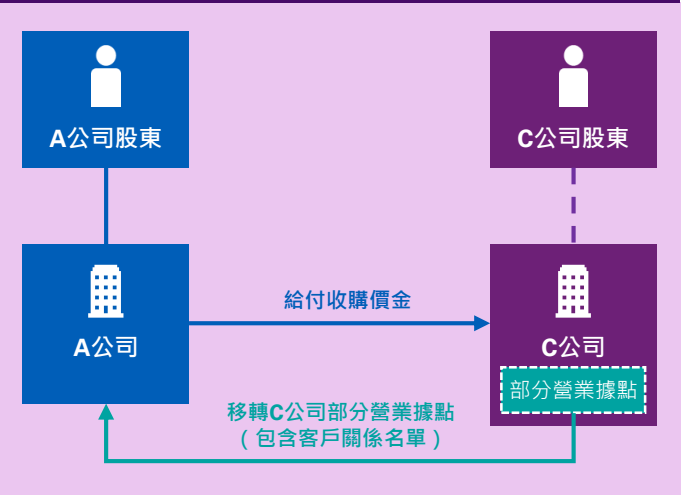 A公司股東
C公司股東
給付收購價金
A公司
C公司
部分營業據點
移轉C公司部分營業據點
（包含客戶關係名單）